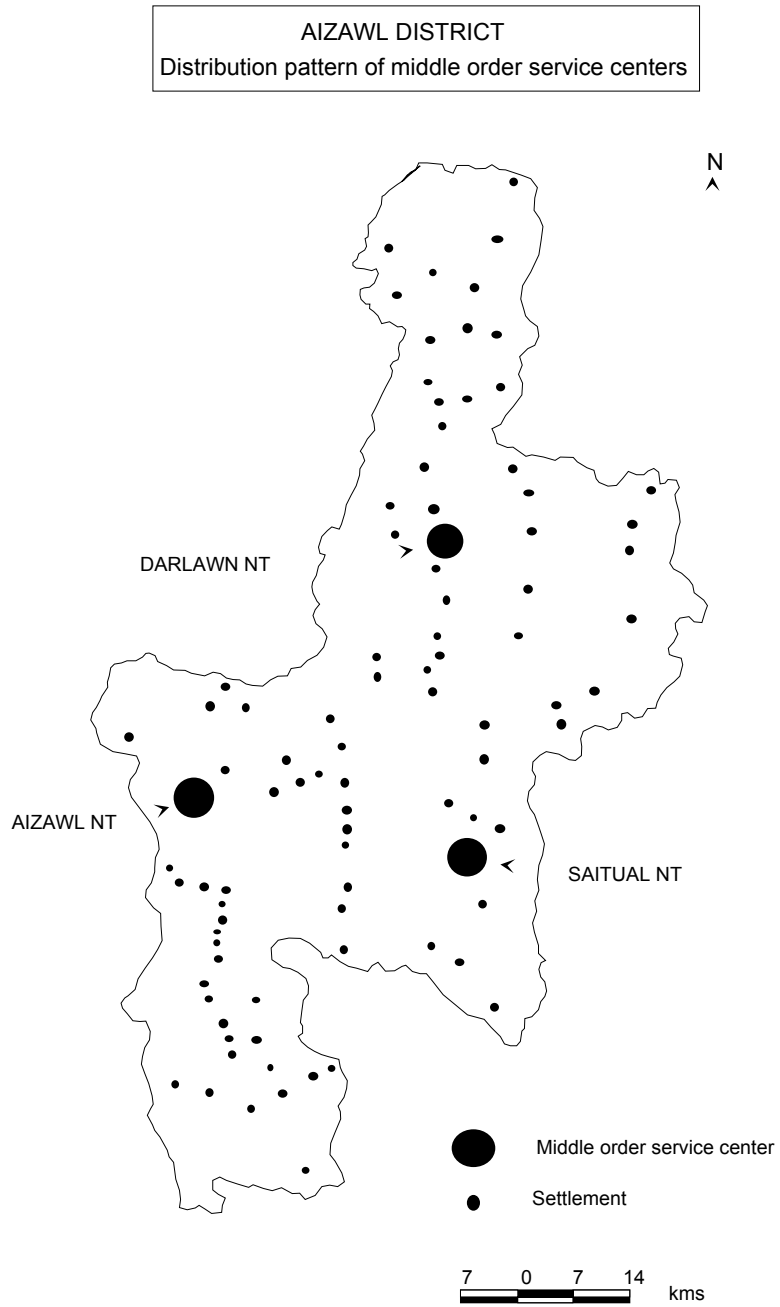 AIZAWL DISTRICT
Distribution pattern of middle order service centers
N
DARLAWN NT
AIZAWL NT
SAITUAL NT
Middle order service center
Settlement
7 0 7 14
kms